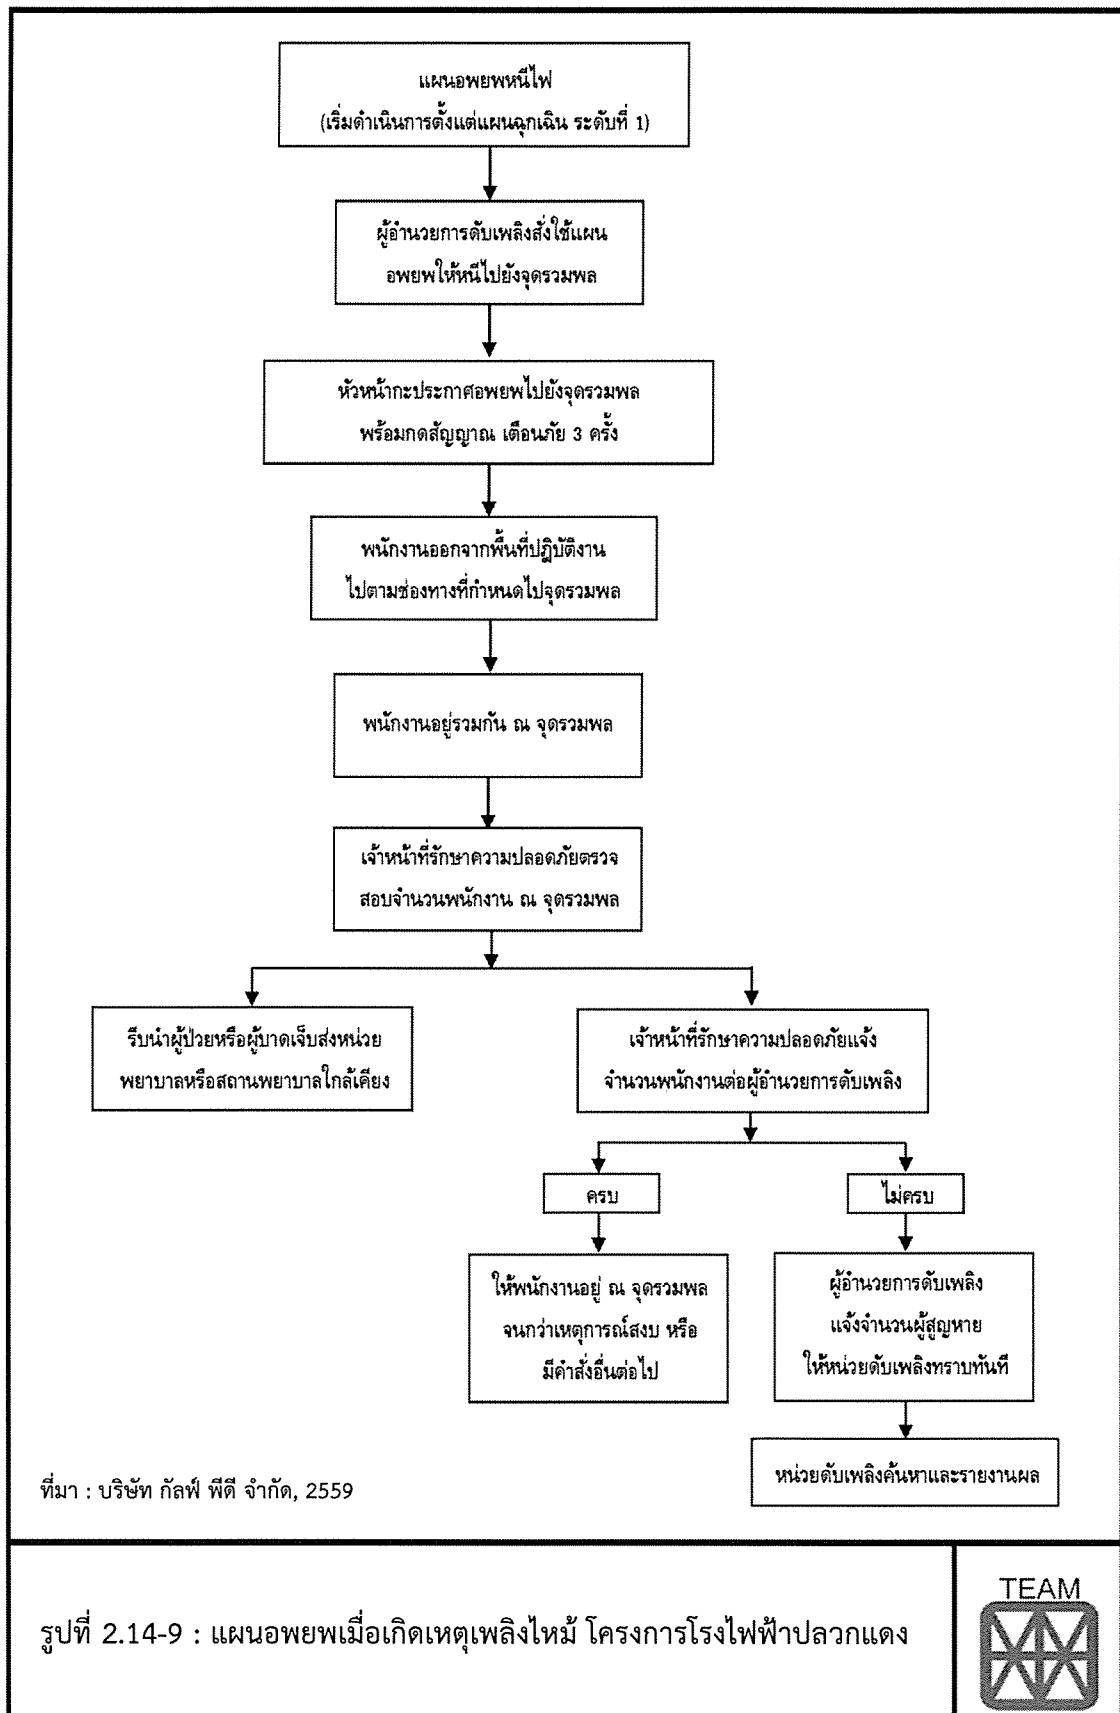 แผนอพยพหนีไฟ
(เริ่มดำเนินการตั้งแต่แผนฉุกเฉิน ระดับที่ 1)
ผู้อำนวยการดับเพลิงสั่งใช้แผน
อพยพให้หนีไปยังจุดรวมพล
หัวหน้ากะประกาศอพยพไปยังจุดรวมพล
พร้อมกดสัญญาณ เตือนภัย 3 ครั้ง
พนักงานออกจากพื้นที่ปฏิบัติงาน
ไปตามช่องทางที่กำหนดไปจุดรวมพล
พนักงานอยู่รวมกัน ณ จุดรวมพล
เจ้าหน้าที่รักษาความปลอดภัยตรวจ
สอบจำนวนพนักงาน ณ จุดรวมพล
รีบนำผู้ป่วยหรือผู้บาดเจ็บส่งหน่วย
พยาบาลหรือสถานพยาบาลใกล้เคียง
เจ้าหน้าที่รักษาความปลอดภัยแจ้ง
จำนวนพนักงานต่อผู้อำนวยการดับเพลิง
ครบ
ไม่ครบ
ให้พนักงานอยู่ ณ จุดรวมพล
จนกว่าเหตุการณ์สงบ หรือ
มีคำสั่งอื่นต่อไป
ผู้อำนวยการดับเพลิง
แจ้งจำนวนผู้สูญหาย
ให้หน่วยดับเพลิงทราบทันที
หน่วยดับเพลิงค้นหาและรายงานผล
ที่มา : บริษัท กัลฟ์ พีดี จำกัด, 2559
รูปที่ 2.14-9 : แผนอพยพเมื่อเกิดเหตุเพลิงไหม้ โครงการโรงไฟฟ้าปลวกแดง
TEAM